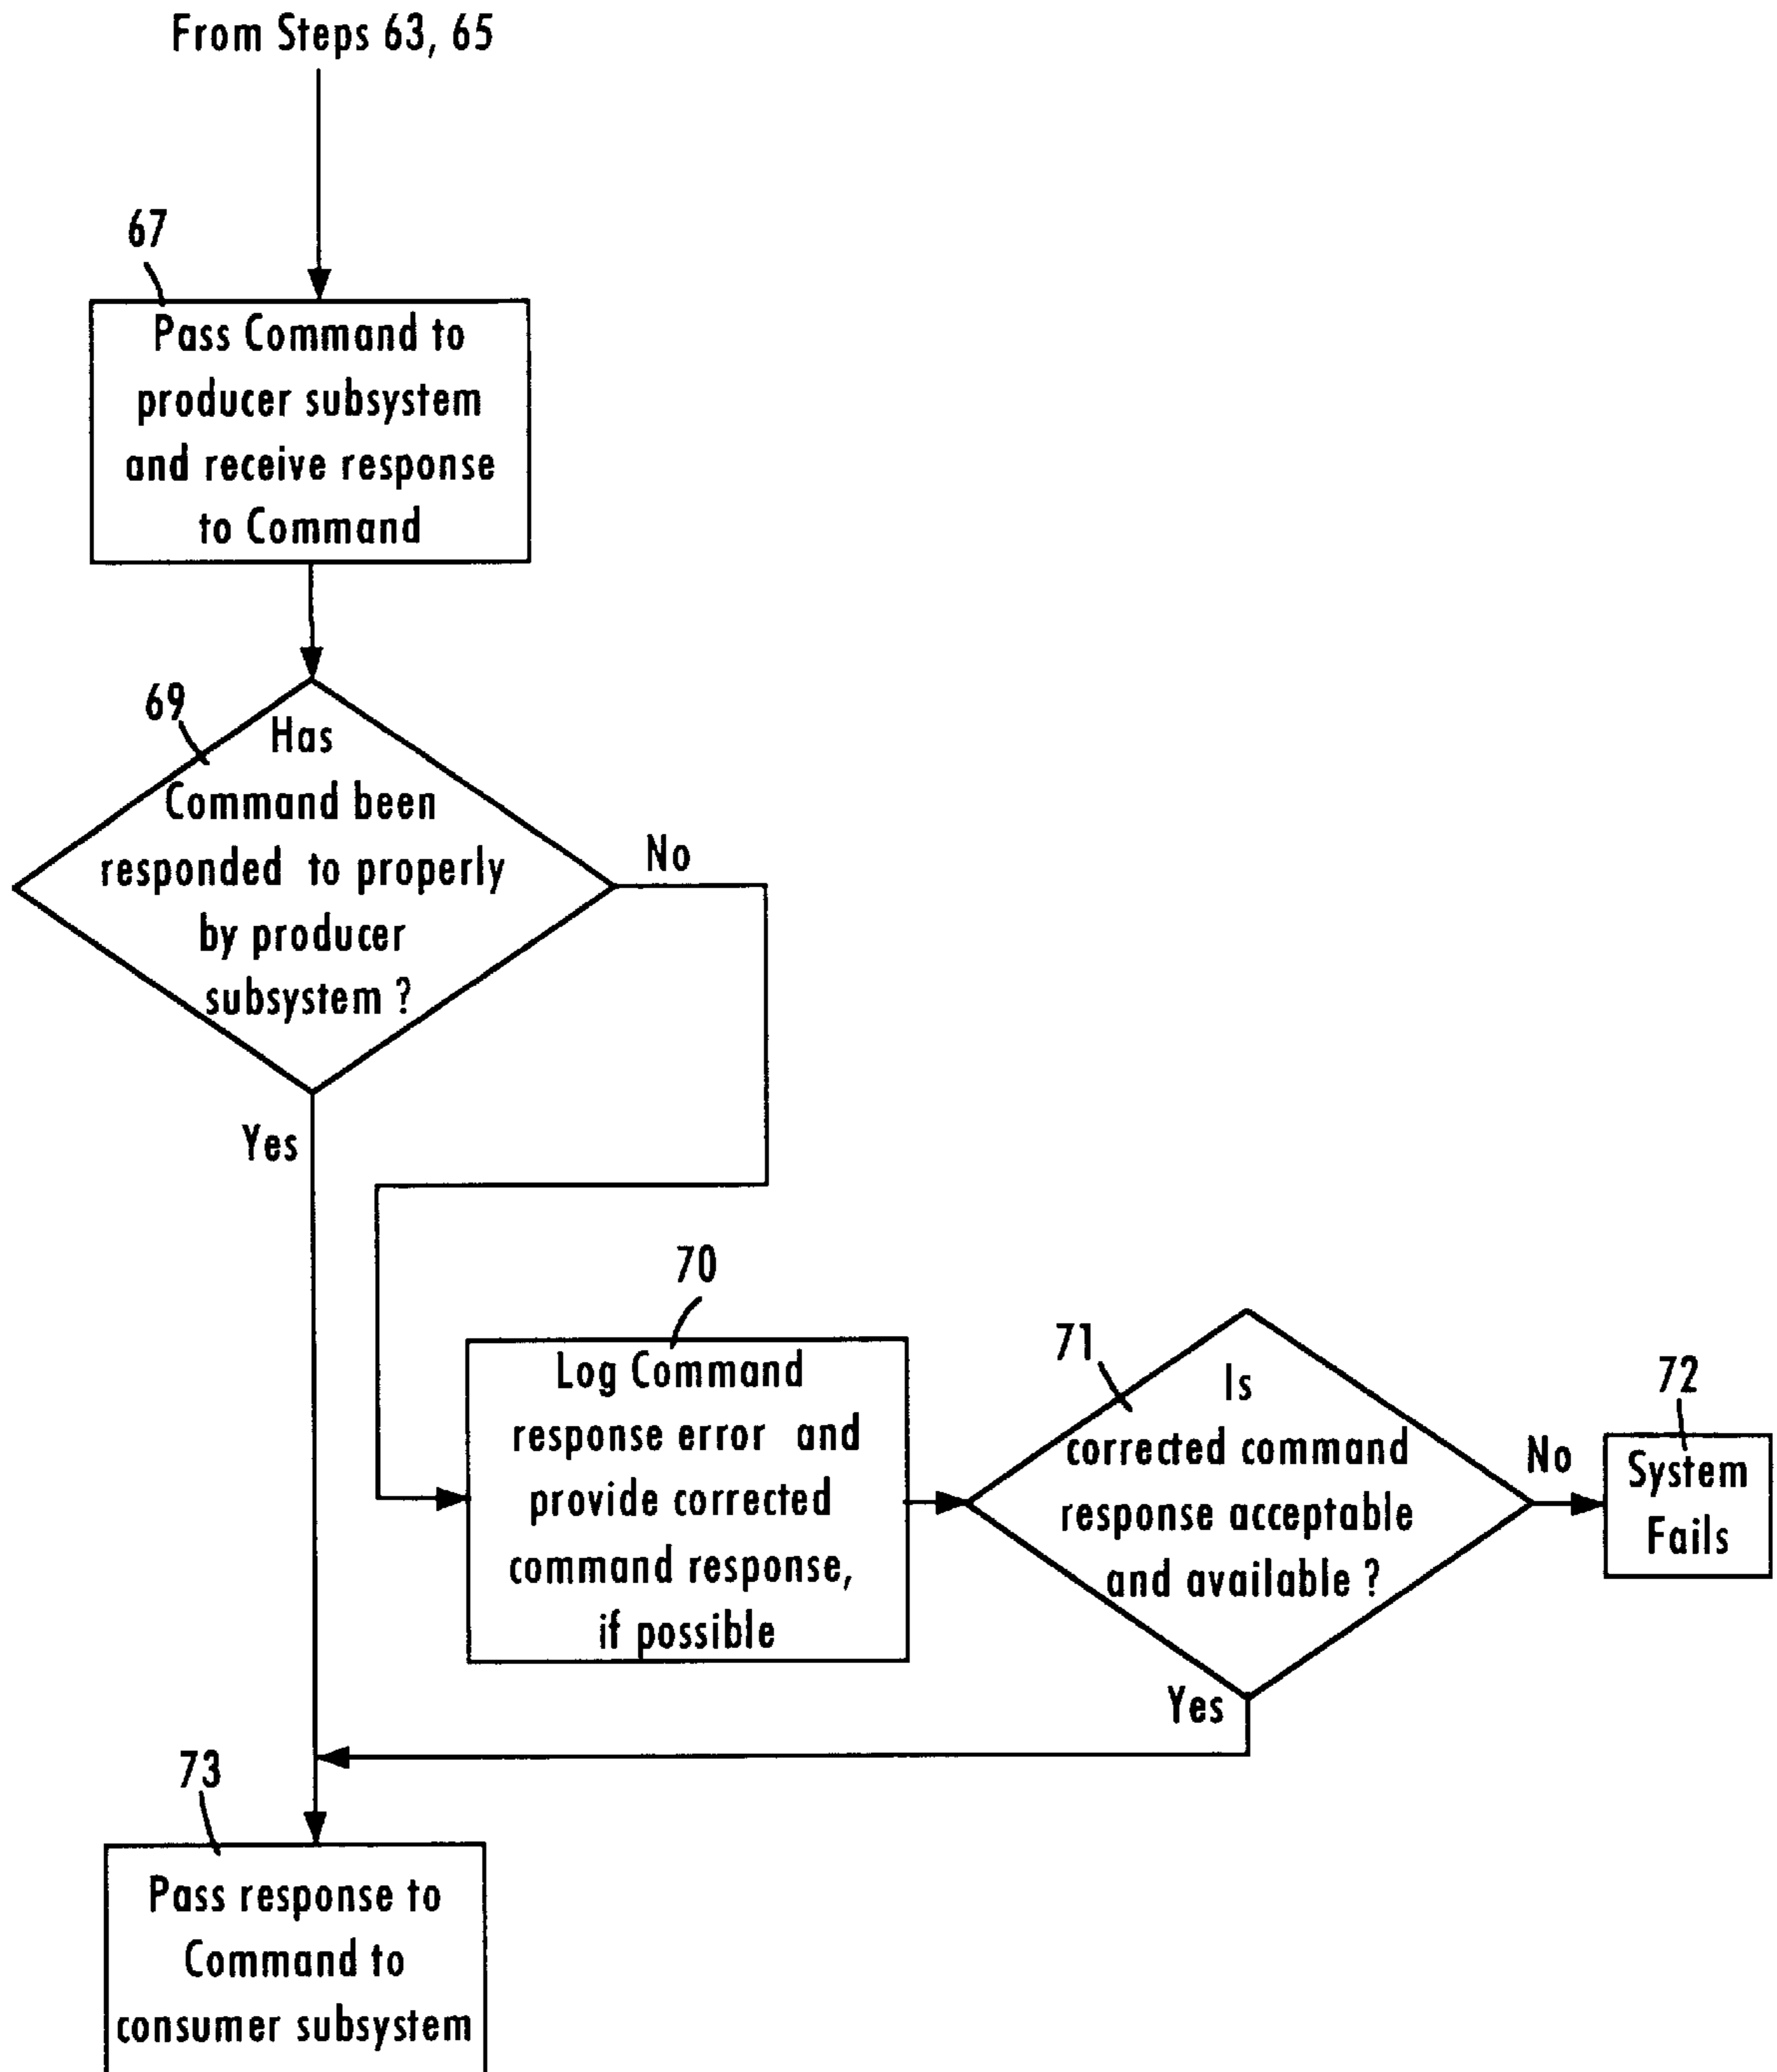 From Steps 63, 65
67
Pass Command to
producer subsystem
and receive response
to Command
69
Has
Command been
responded to properly
by producer
subsystem ?
No
Yes
70
Log Command
response error and
provide corrected
command response,
if possible
71
Is
corrected command
response acceptable
and available ?
No
72
System
Fails
Yes
73
Pass response to
Command to
consumer subsystem